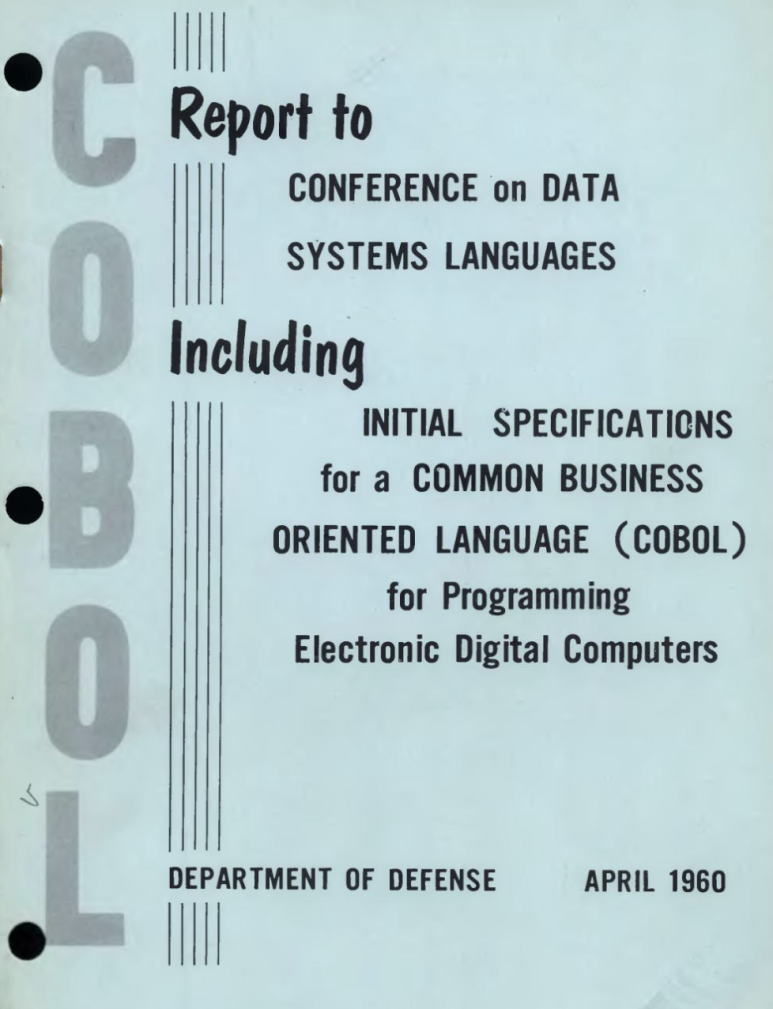 COBOL
Report to
CONFERENCE on DATA
SYSTEMS LANGUAGES
Including
INITIAL SPECIFICATIONS
for a COMMON BUSINESS
ORIENTED LANGUAGE (COBOL)
for Programming
Electronic Digital Computers
DEPARTMENT OF DEFENSE APRIL 1960